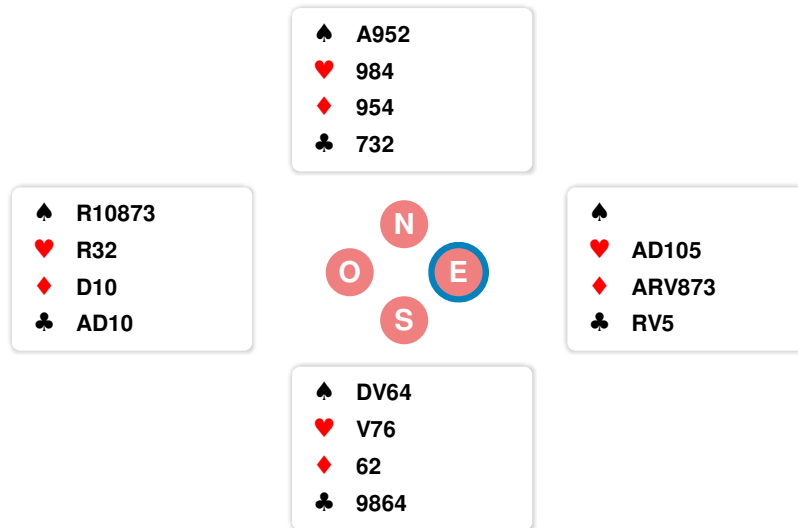 ♠ A952
♥ 984
♦ 954
♣ 732
♠ R10873
♥ R32
♦ D10
♣ AD10
N
O
E
S
♠
♥ AD105
♦ ARV873
♣ RV5
♠ DV64
♥ V76
♦ 62
♣ 9864